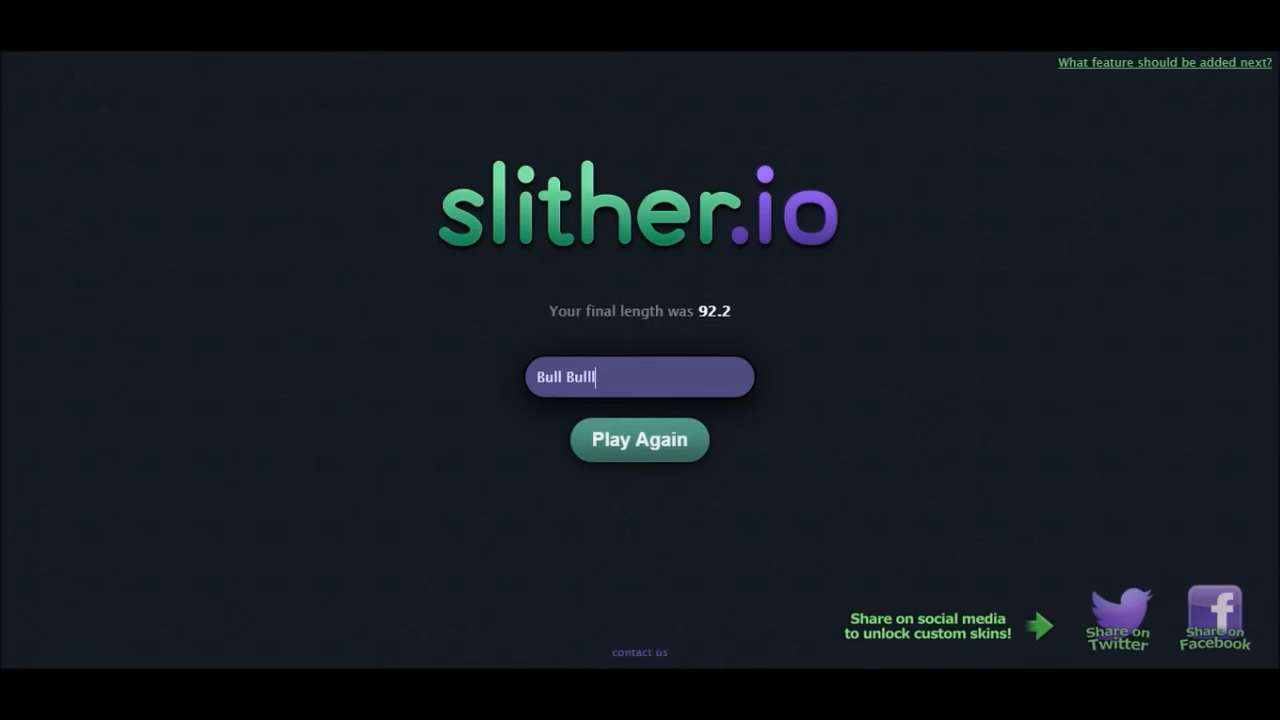 What feature should be added next?
slither.io
Your final length was 92.2
Bull Bulll
Play Again
Share on social media
to unlock custom skins!
Share on
Twitter
Share on
Facebook
contact us